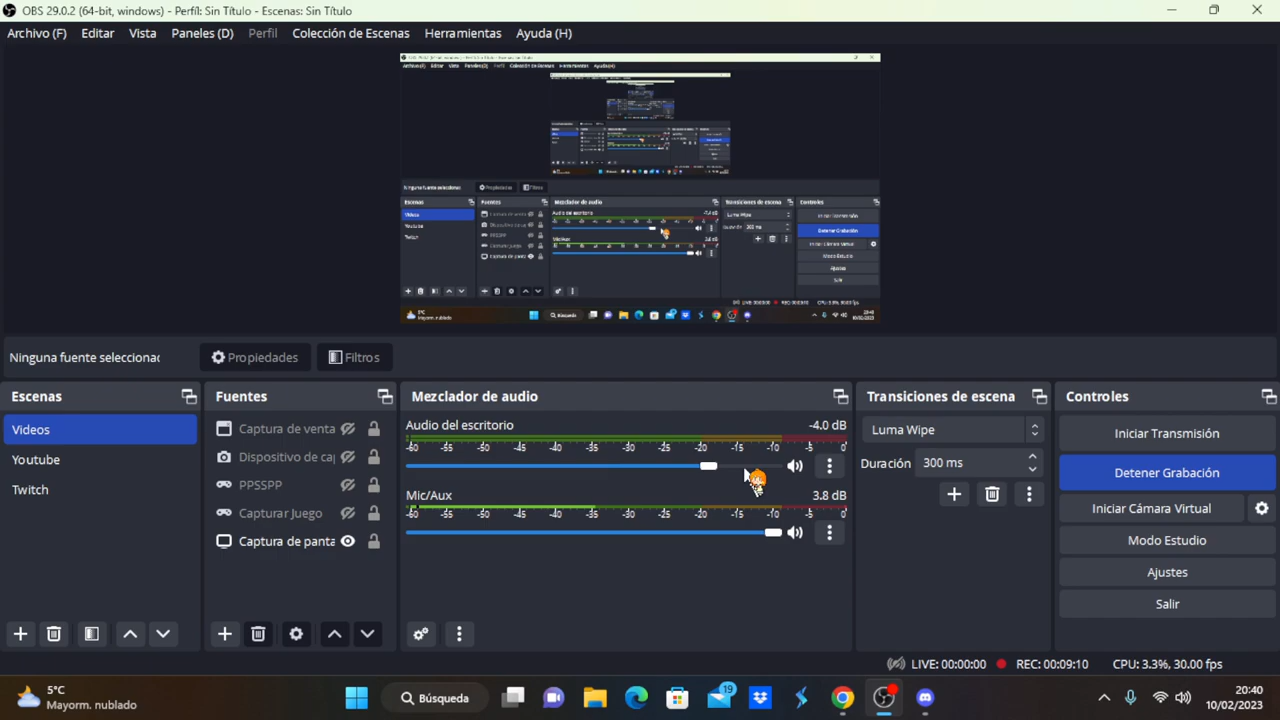 OBS 29.0.2 (64-bit, windows) - Perfil: Sin Título - Escenas: Sin Título
Archivo (F) Editar Vista Paneles (D) Perfil Colección de Escenas Herramientas Ayuda (H)
Ninguna fuente seleccionac Propiedades Filtros
Escenas Fuentes Mezclador de audio Transiciones de escena Controles
Videos
Youtube
Twitch
Captura de venta
Dispositivo de ca
PPSSPP
Capturar Juego
Captura de panta
Audio del escritorio -4.0 dB
-60 -55 -50 -45 -40 -35 -30 -25 -20 -15 -10 -5 0
Mic/Aux 3.8 dB
-60 -55 -50 -45 -40 -35 -30 -25 -20 -15 -10 -5 0
Luma Wipe
Duración 300 ms
Iniciar Transmisión
Detener Grabación
Iniciar Cámara Virtual
Modo Estudio
Ajustes
Salir
LIVE: 00:00:00 REC: 00:09:10 CPU: 3.3%, 30.00 fps
5°C
Mayorm. nublado
Búsqueda
19
20:40
10/02/2023